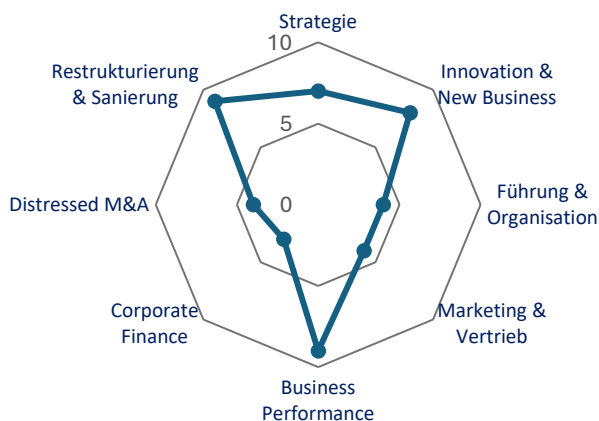 Strategie
10
Restrukturierung
& Sanierung
Innovation &
New Business
5
Distressed M&A
0
Führung &
Organisation
Corporate
Finance
Marketing &
Vertrieb
Business
Performance